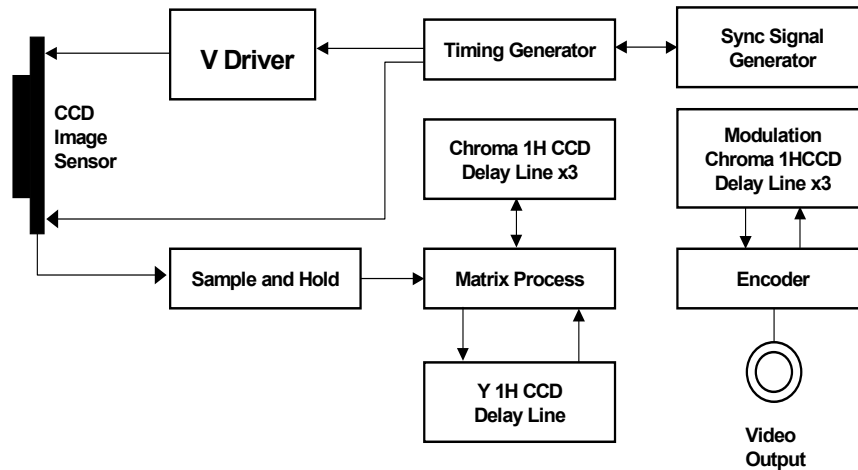 V Driver
Timing Generator
Sync Signal
Generator
CCD
Image
Sensor
Chroma 1H CCD
Delay Line x3
Modulation
Chroma 1HCCD
Delay Line x3
Sample and Hold
Matrix Process
Encoder
Y 1H CCD
Delay Line
Video
Output